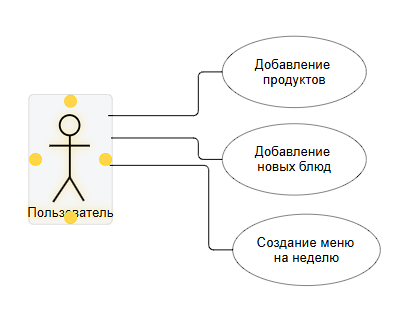 Добавление
продуктов
Добавление
новых блюд
Пользователь
Создание меню
на неделю